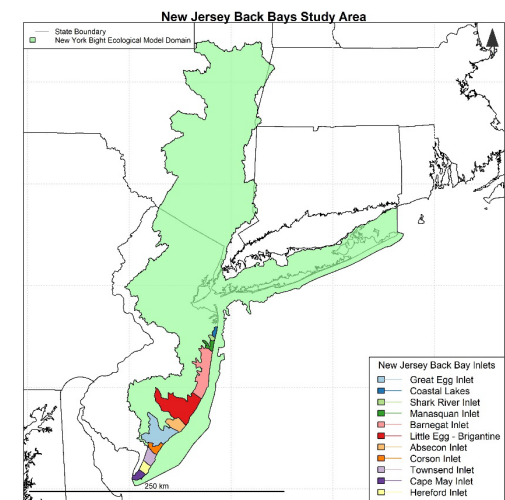 New Jersey Back Bays Study Area
State Boundary
New York Bight Ecological Model Domain
New Jersey Back Bay Inlets
Great Egg Inlet
Coastal Lakes
Shark River Inlet
Manasquan Inlet
Barnegat Inlet
Little Egg - Brigantine
Absecon Inlet
Corson Inlet
Townsend Inlet
Cape May Inlet
Hereford Inlet
250 km